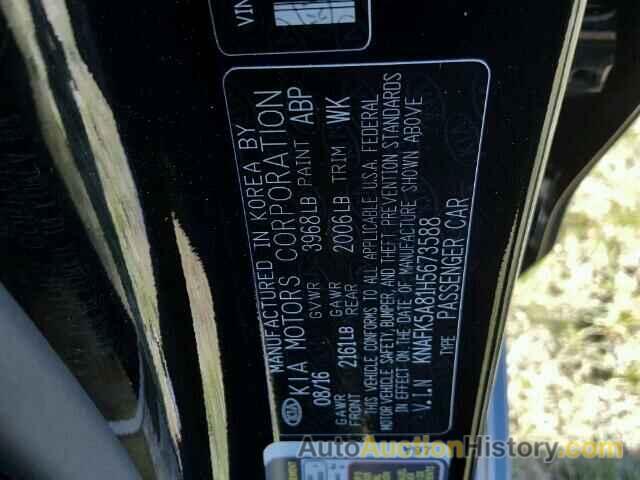 VIN
MANUFACTURED IN KOREA BY
KIA MOTORS CORPORATION
08/16 GVWR 3968LB PAINT ABP
GAWR FRONT 2161LB GAWR REAR 2006LB TRIM WK
THIS VEHICLE CONFORMS TO ALL APPLICABLE U.S.A. FEDERAL
MOTOR VEHICLE SAFETY, BUMPER, AND THEFT PREVENTION STANDARDS
IN EFFECT ON THE DATE OF MANUFACTURE SHOWN ABOVE
V.I.N KNAFK5A81H5673588
TYPE PASSENGER CAR